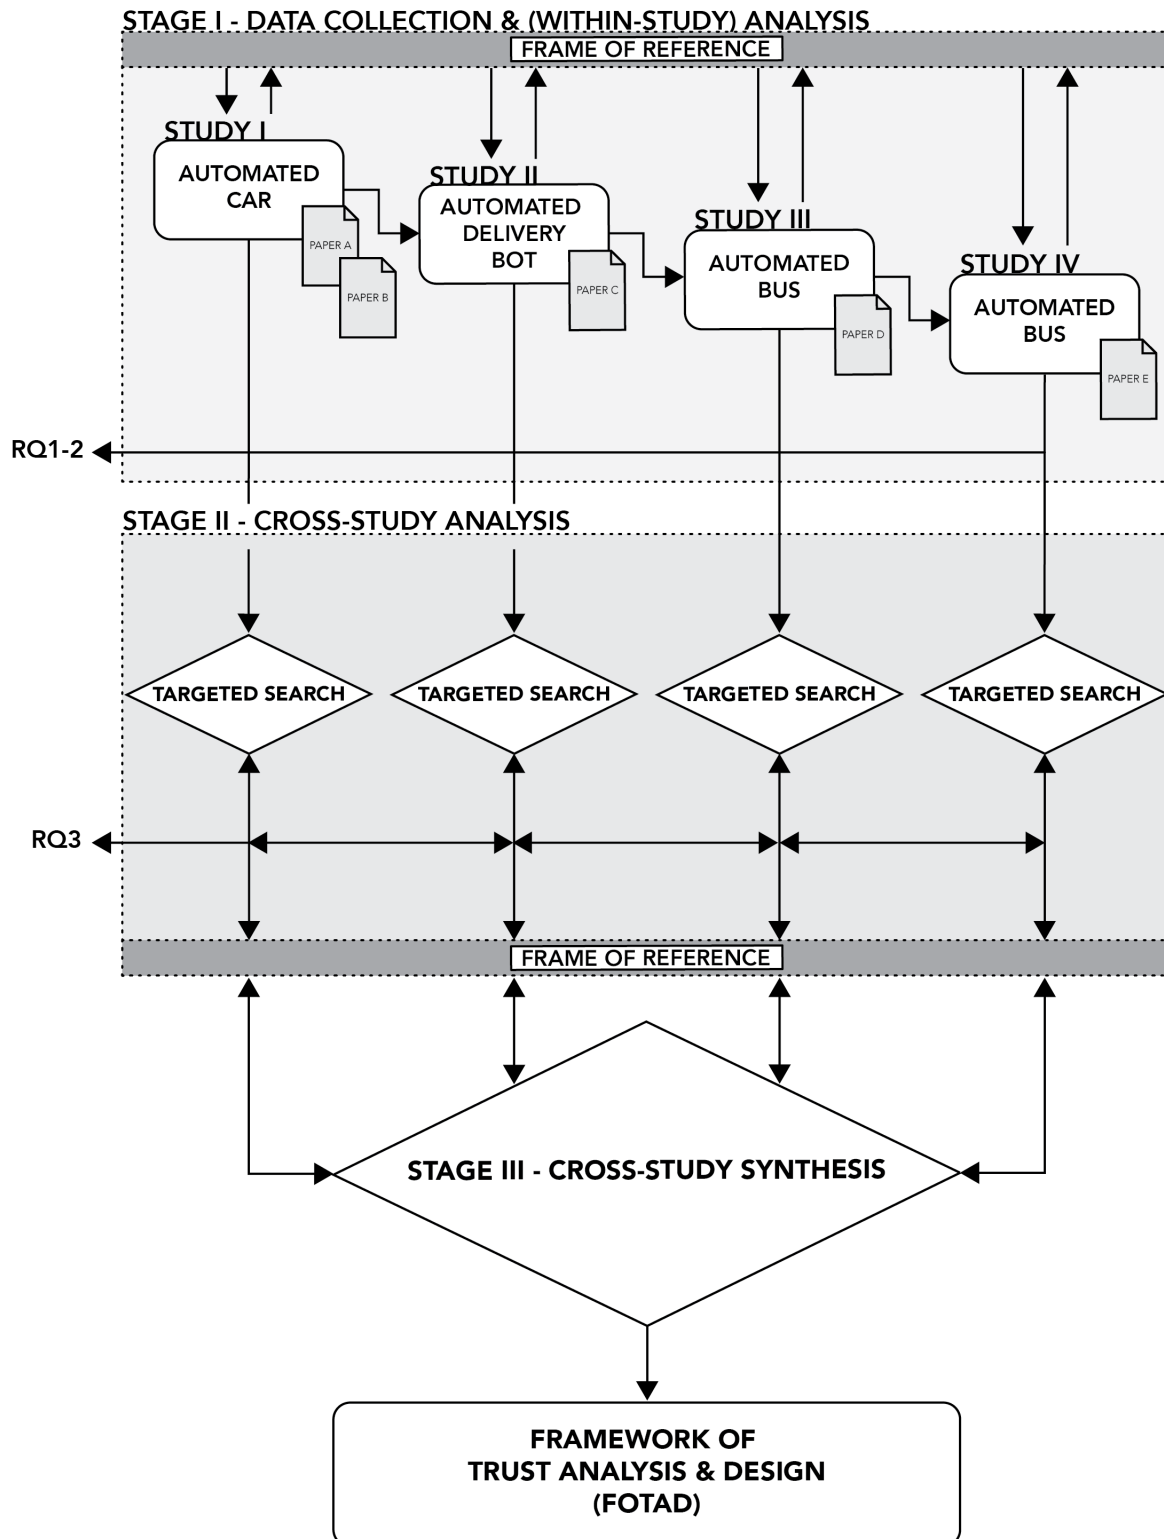 STAGE I - DATA COLLECTION & (WITHIN-STUDY) ANALYSIS
FRAME OF REFERENCE
STUDY I
AUTOMATED
CAR
PAPER A
PAPER B
STUDY II
AUTOMATED
DELIVERY
BOT
PAPER C
STUDY III
AUTOMATED
BUS
PAPER D
STUDY IV
AUTOMATED
BUS
PAPER E
RQ1-2
STAGE II - CROSS-STUDY ANALYSIS
TARGETED SEARCH
TARGETED SEARCH
TARGETED SEARCH
TARGETED SEARCH
RQ3
FRAME OF REFERENCE
STAGE III - CROSS-STUDY SYNTHESIS
FRAMEWORK OF
TRUST ANALYSIS & DESIGN
(FOTAD)